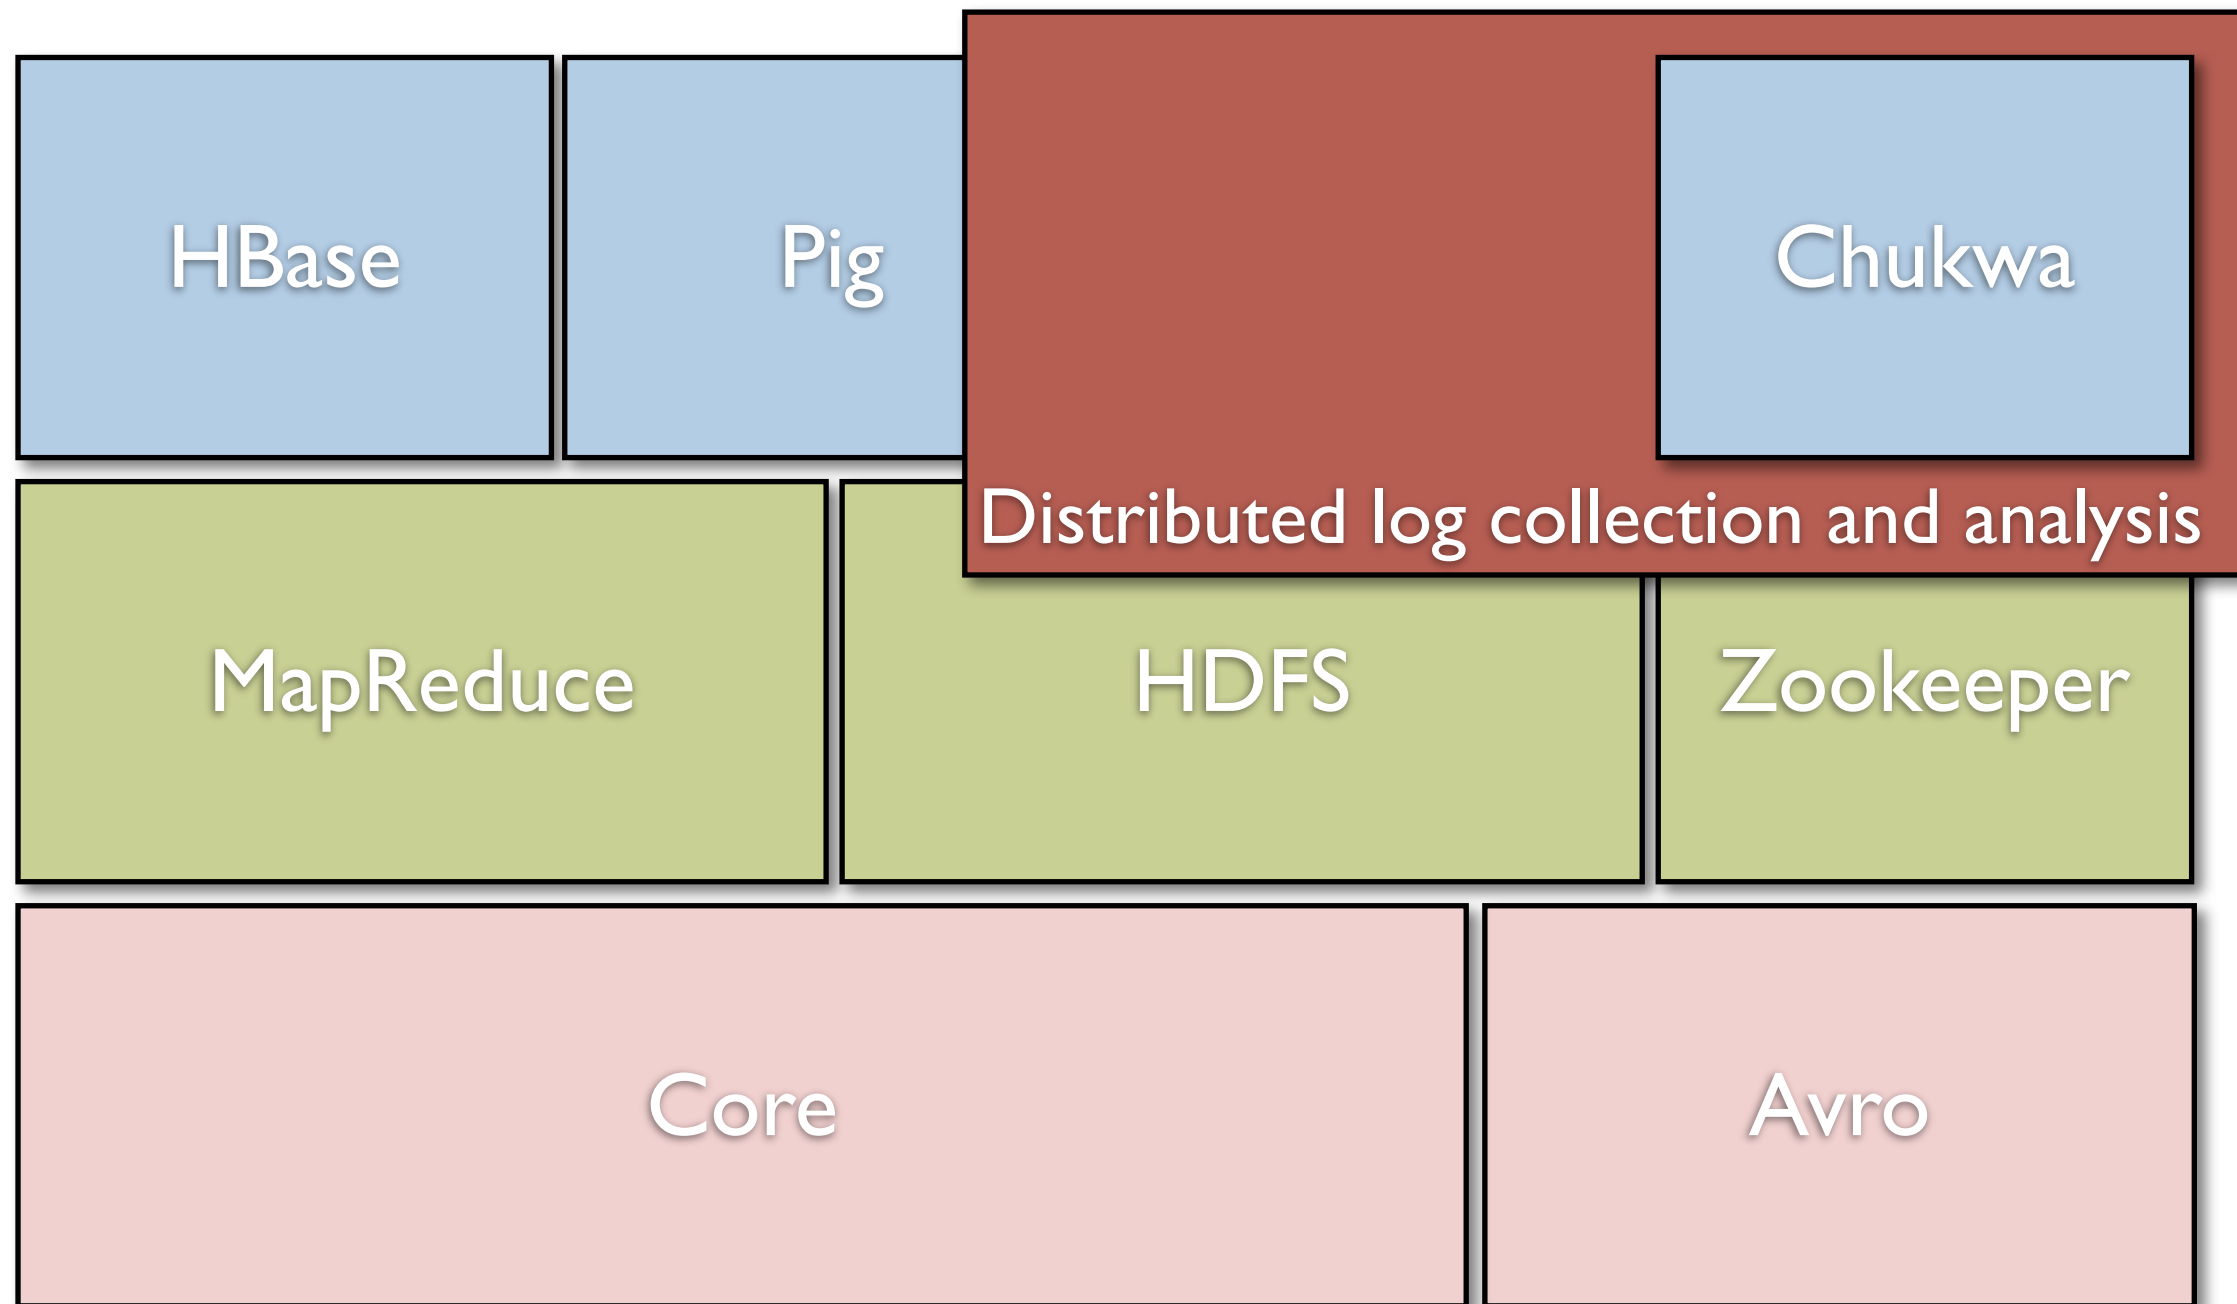 HBase
Pig
Chukwa
Distributed log collection and analysis
MapReduce
HDFS
Zookeeper
Core
Avro